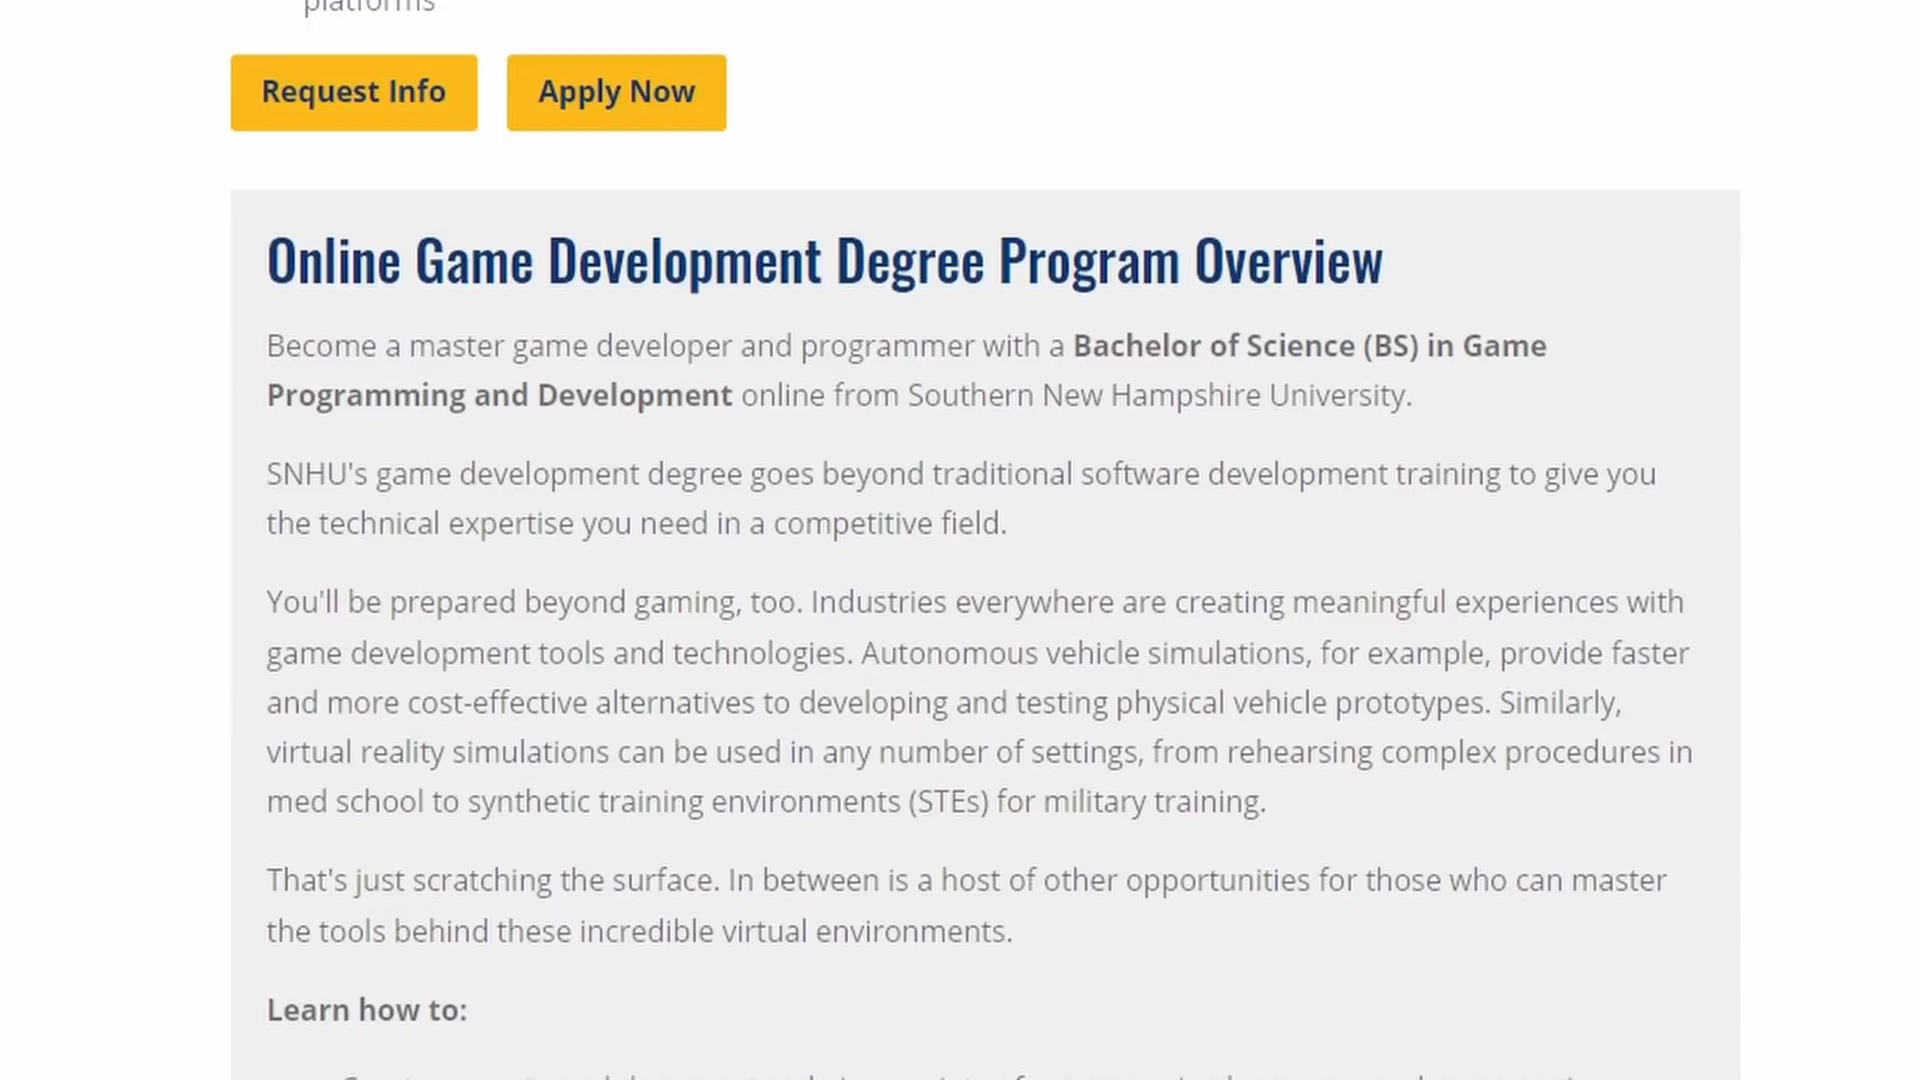 platforms
Request Info Apply Now
Online Game Development Degree Program Overview
Become a master game developer and programmer with a Bachelor of Science (BS) in Game
Programming and Development online from Southern New Hampshire University.
SNHU's game development degree goes beyond traditional software development training to give you
the technical expertise you need in a competitive field.
You'll be prepared beyond gaming, too. Industries everywhere are creating meaningful experiences with
game development tools and technologies. Autonomous vehicle simulations, for example, provide faster
and more cost-effective alternatives to developing and testing physical vehicle prototypes. Similarly,
virtual reality simulations can be used in any number of settings, from rehearsing complex procedures in
med school to synthetic training environments (STEs) for military training.
That's just scratching the surface. In between is a host of other opportunities for those who can master
the tools behind these incredible virtual environments.
Learn how to: